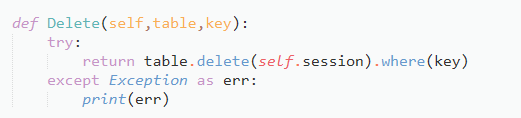 def Delete(self,table,key):
    try:
        return table.delete(self.session).where(key)
    except Exception as err:
        print(err)